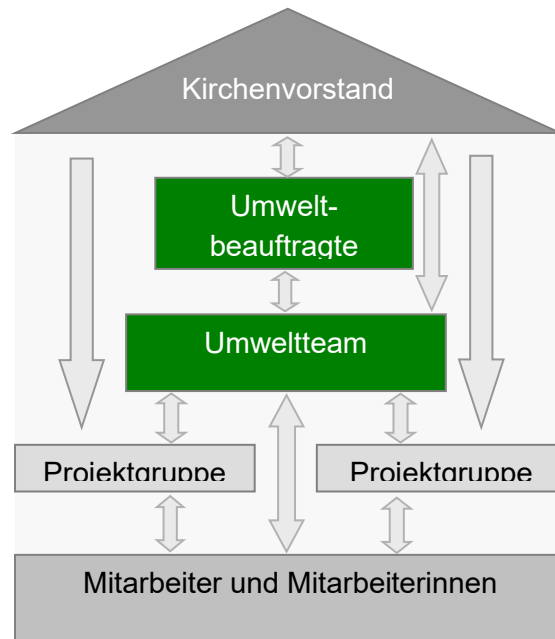 Kirchenvorstand
Umwelt-
beauftragte
Umweltteam
Projektgruppe
Projektgruppe
Mitarbeiter und Mitarbeiterinnen